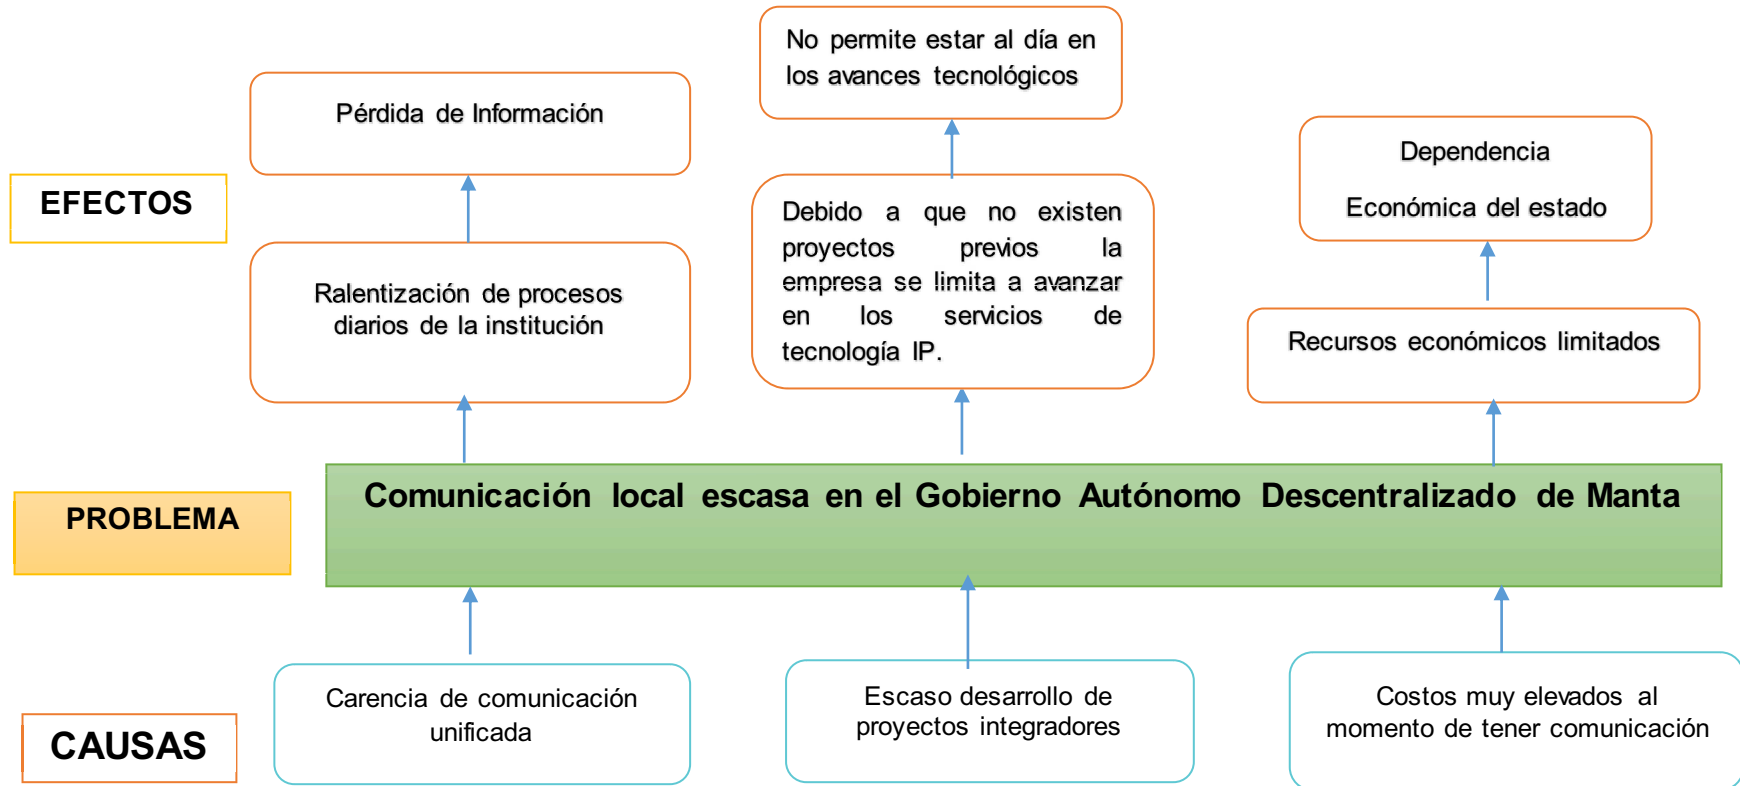 No permite estar al día en
los avances tecnológicos
Pérdida de Información
Dependencia
Económica del estado
EFECTOS
Debido a que no existen
proyectos previos la
empresa se limita a avanzar
en los servicios de
tecnología IP.
Ralentización de procesos
diarios de la institución
Recursos económicos limitados
PROBLEMA
Comunicación local escasa en el Gobierno Autónomo Descentralizado de Manta
CAUSAS
Carencia de comunicación
unificada
Escaso desarrollo de
proyectos integradores
Costos muy elevados al
momento de tener comunicación